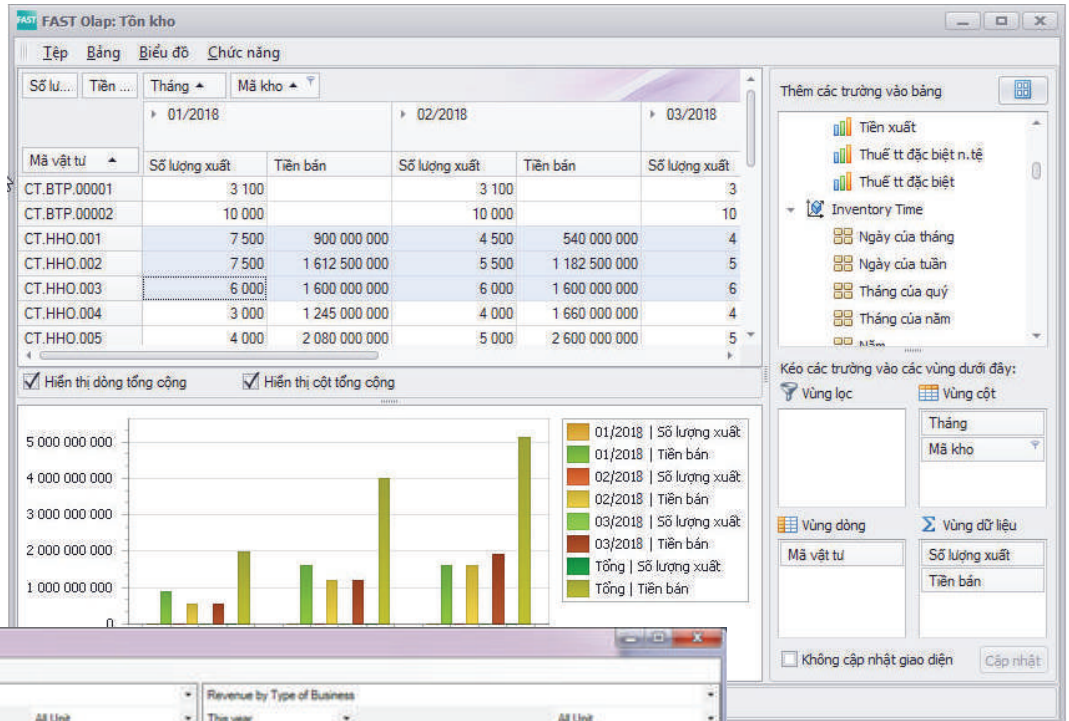 FAST FAST Olap: Tồn kho
Tệp Bảng Biểu đồ Chức năng
Số lư... Tiền ... Tháng Mã kho
01/2018 02/2018 03/2018
Mã vật tư Số lượng xuất Tiền bán Số lượng xuất Tiền bán Số lượng xuất
CT.BTP.00001 3 100 3 100 3
CT.BTP.00002 10 000 10 000 10
CT.HHO.001 7 500 900 000 000 4 500 540 000 000 4
CT.HHO.002 7 500 1 612 500 000 5 500 1 182 500 000 5
CT.HHO.003 6 000 1 600 000 000 6 000 1 600 000 000 6
CT.HHO.004 3 000 1 245 000 000 4 000 1 660 000 000 4
CT.HHO.005 4 000 2 080 000 000 5 000 2 600 000 000 5
Hiển thị dòng tổng cộng Hiển thị cột tổng cộng
5 000 000 000
4 000 000 000
3 000 000 000
2 000 000 000
1 000 000 000
0
01/2018 | Số lượng xuất
01/2018 | Tiền bán
02/2018 | Số lượng xuất
02/2018 | Tiền bán
03/2018 | Số lượng xuất
03/2018 | Tiền bán
Tổng | Số lượng xuất
Tổng | Tiền bán
Thêm các trường vào bảng
Tiền xuất
Thuế tt đặc biệt n.tệ
Thuế tt đặc biệt
Inventory Time
Ngày của tháng
Ngày của tuần
Tháng của quý
Tháng của năm
Năm
Kéo các trường vào các vùng dưới đây:
Vùng lọc Vùng cột
Tháng
Mã kho
Vùng dòng Vùng dữ liệu
Mã vật tư Số lượng xuất
Tiền bán
Không cập nhật giao diện Cập nhật
Revenue by Type of Business
All Unit This year All Unit